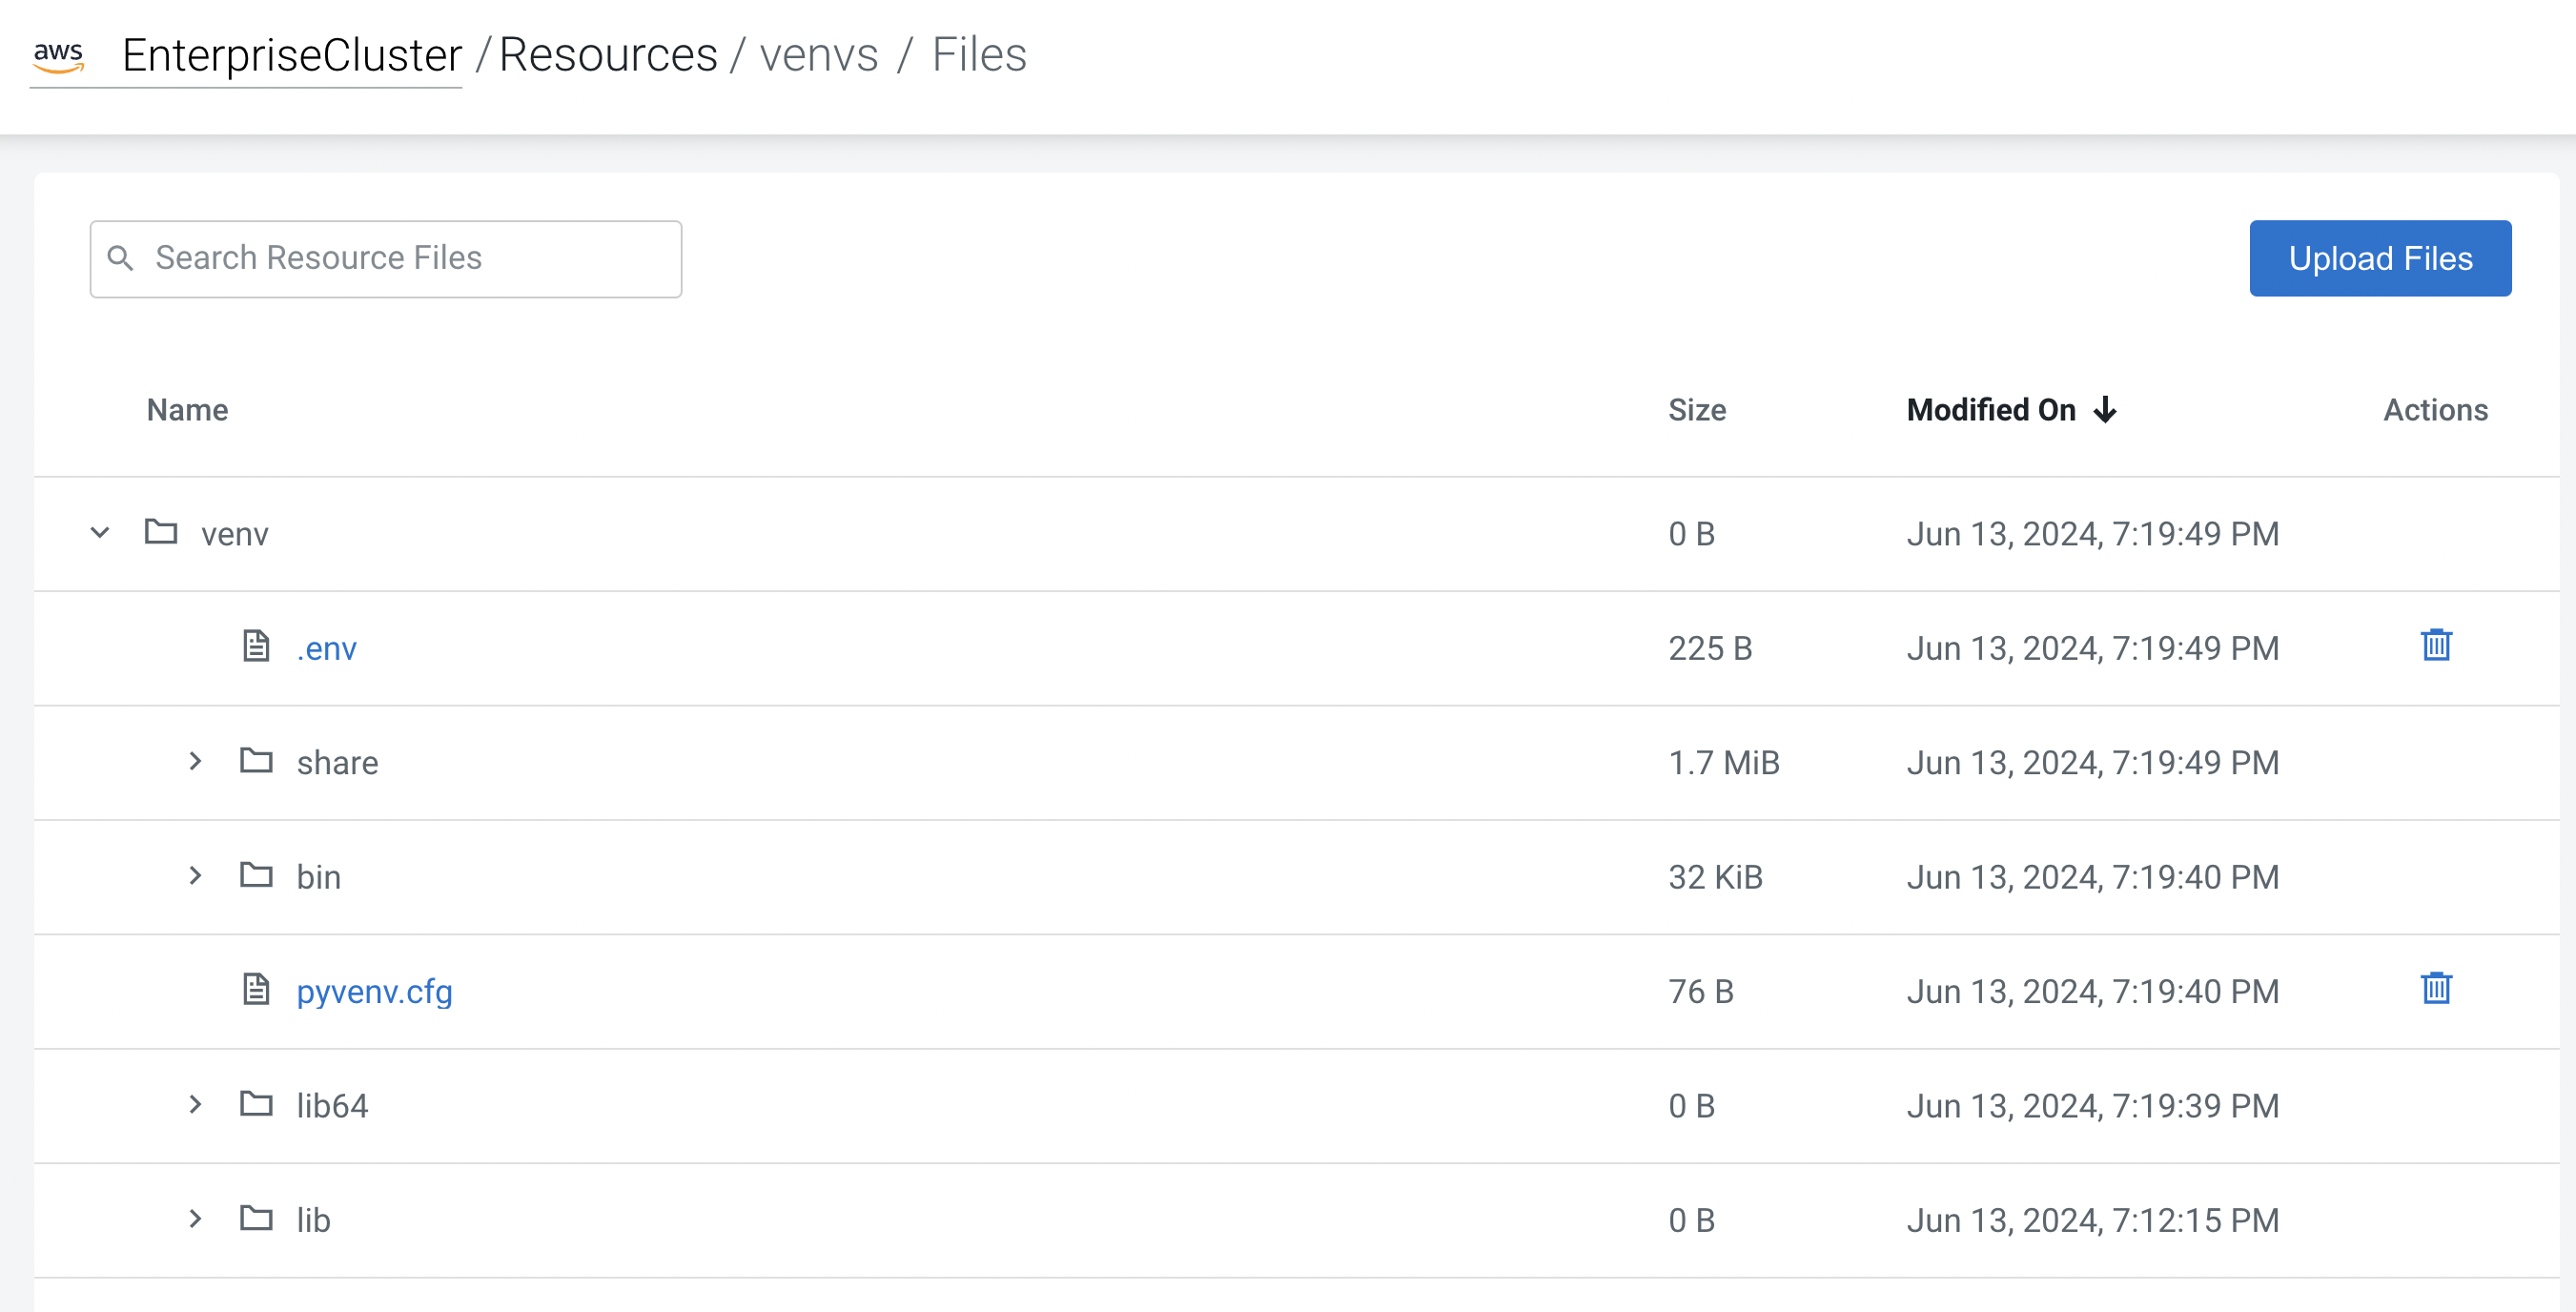 aws EnterpriseCluster / Resources / venvs / Files
Search Resource Files
Upload Files
Name Size Modified On Actions
venv 0 B Jun 13, 2024, 7:19:49 PM
.env 225 B Jun 13, 2024, 7:19:49 PM
share 1.7 MiB Jun 13, 2024, 7:19:49 PM
bin 32 KiB Jun 13, 2024, 7:19:40 PM
pyvenv.cfg 76 B Jun 13, 2024, 7:19:40 PM
lib64 0 B Jun 13, 2024, 7:19:39 PM
lib 0 B Jun 13, 2024, 7:12:15 PM